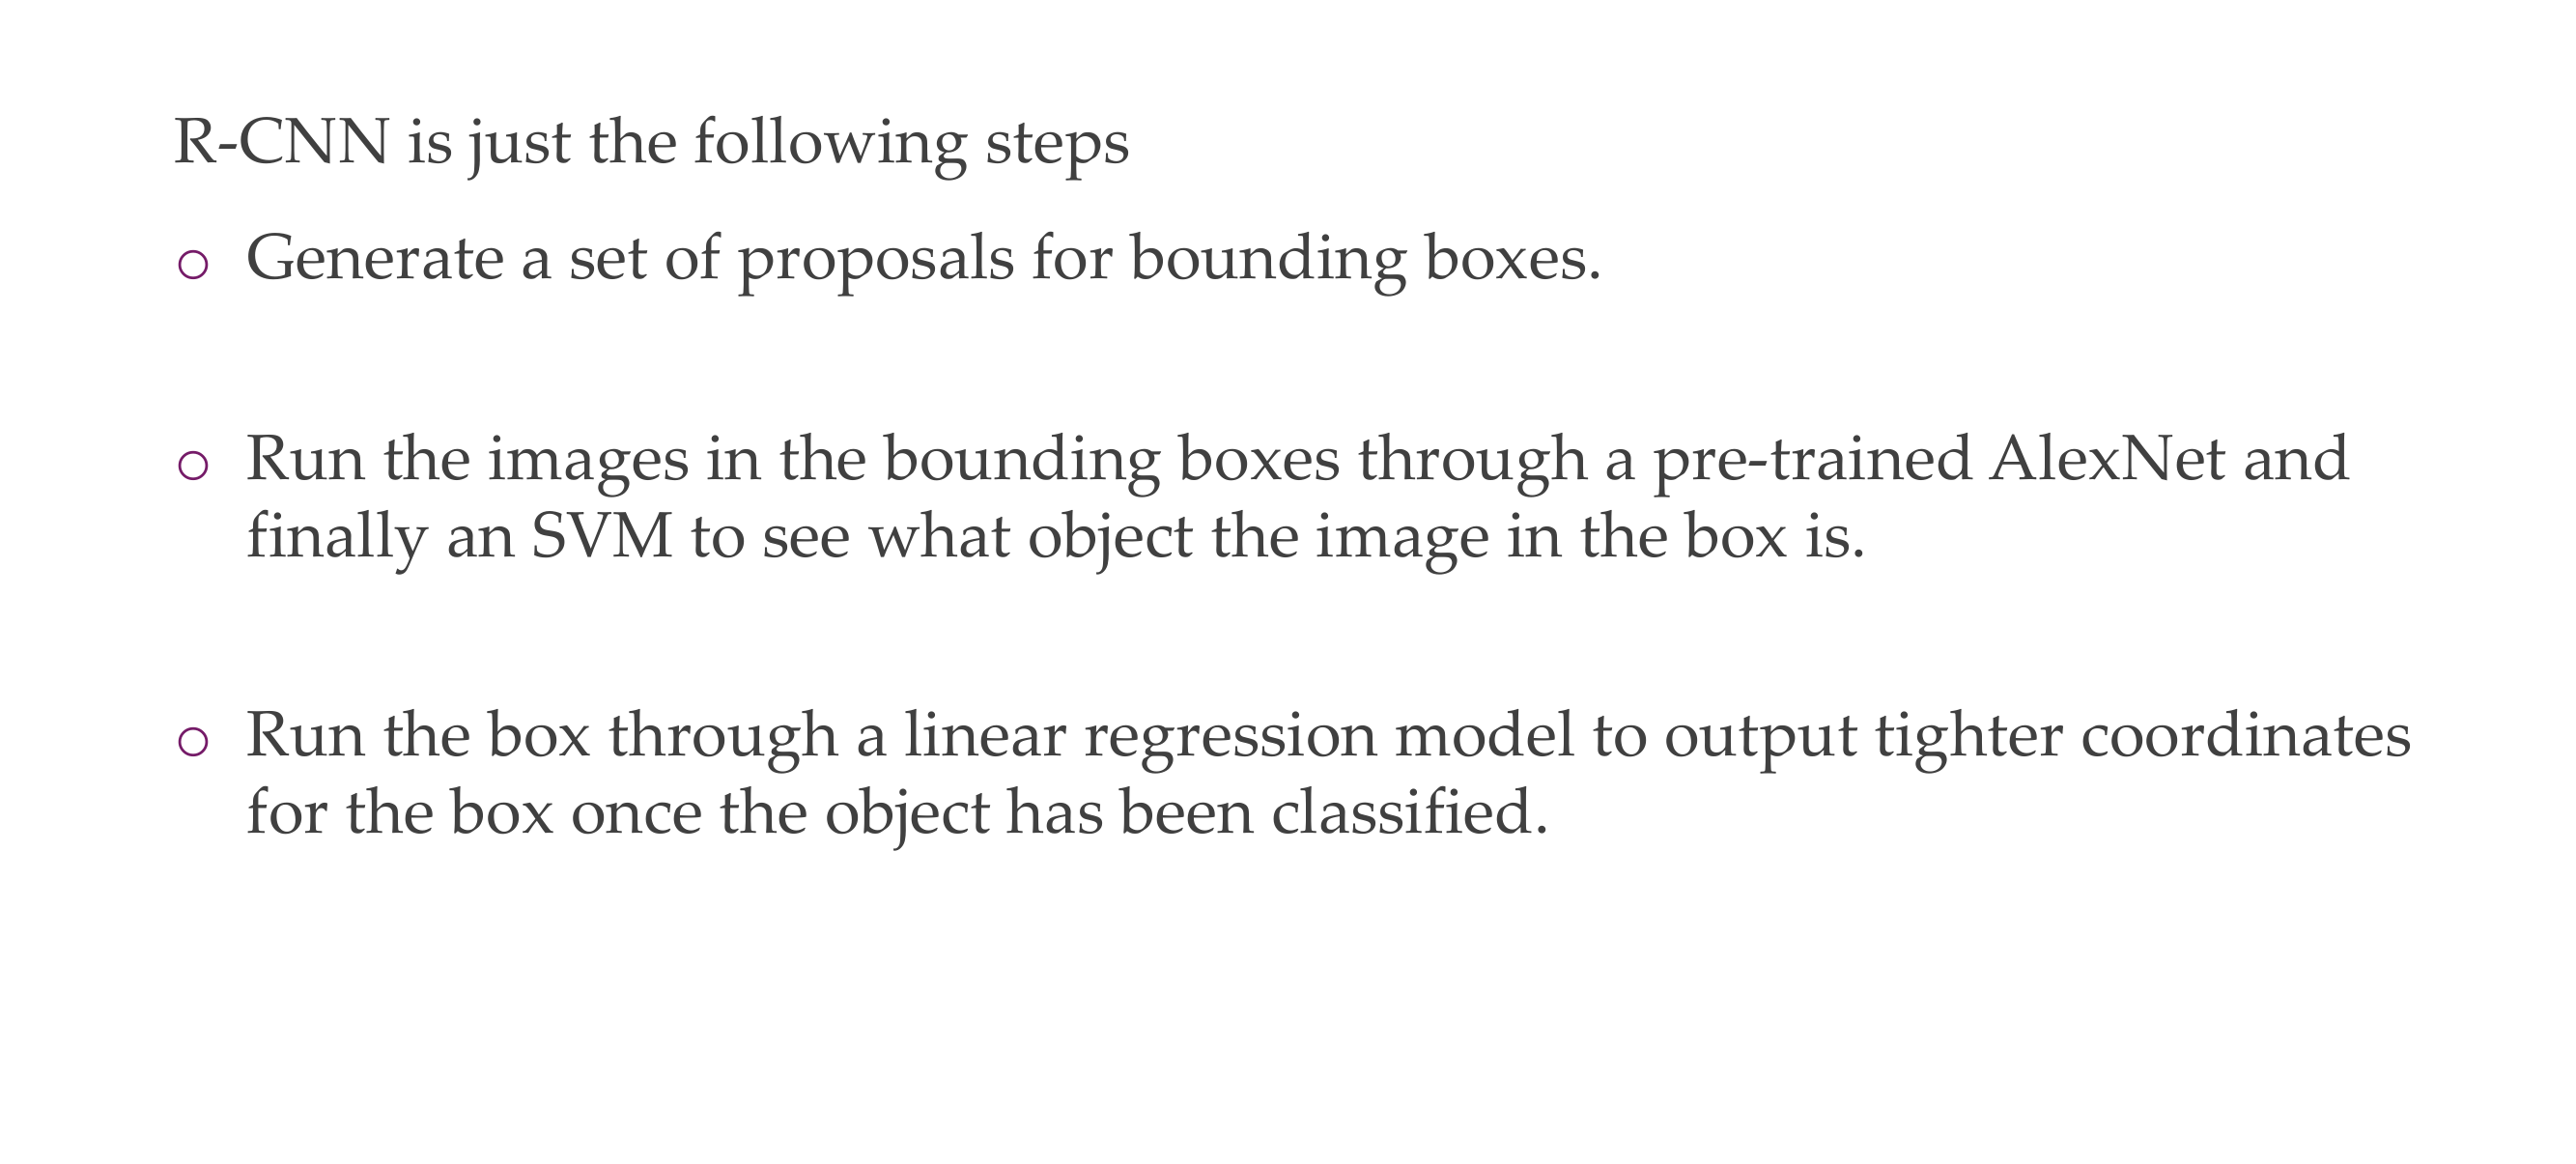 R-CNN is just the following steps
○ Generate a set of proposals for bounding boxes.
○ Run the images in the bounding boxes through a pre-trained AlexNet and
finally an SVM to see what object the image in the box is.
○ Run the box through a linear regression model to output tighter coordinates
for the box once the object has been classified.